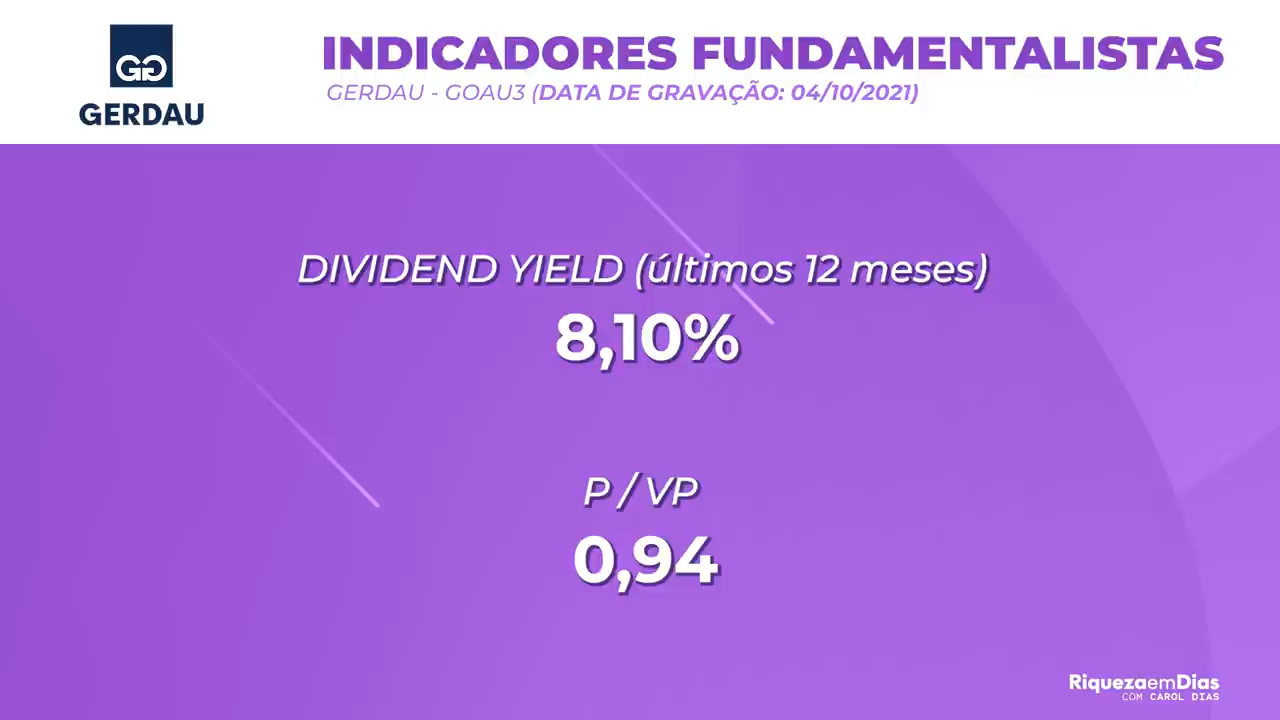 GG
GERDAU
INDICADORES FUNDAMENTALISTAS
GERDAU - GOAU3 (DATA DE GRAVAÇÃO: 04/10/2021)
DIVIDEND YIELD (últimos 12 meses)
8,10%
P / VP
0,94
RiquezaemDias
COM CAROL DIAS